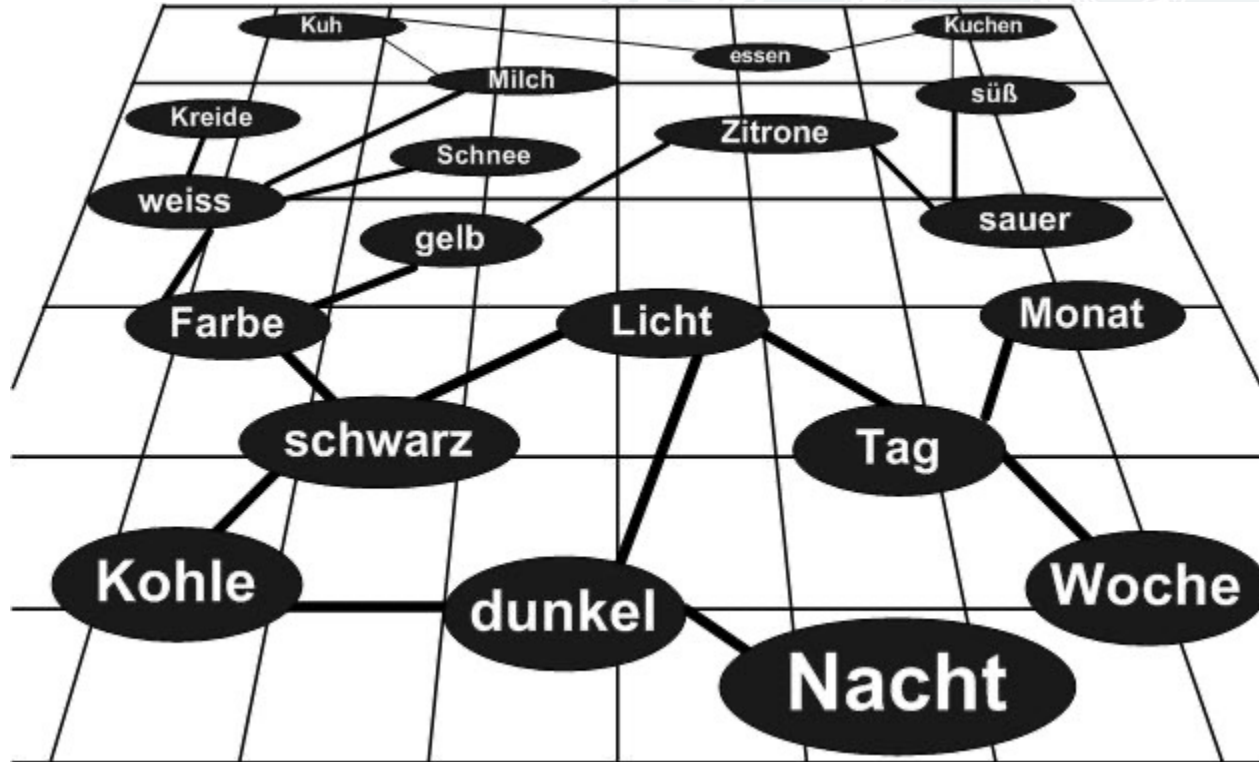 Kuh
Kuchen
essen
Milch
süß
Kreide
Zitrone
Schnee
weiss
sauer
gelb
Farbe
Licht
Monat
schwarz
Tag
Kohle
Woche
dunkel
Nacht